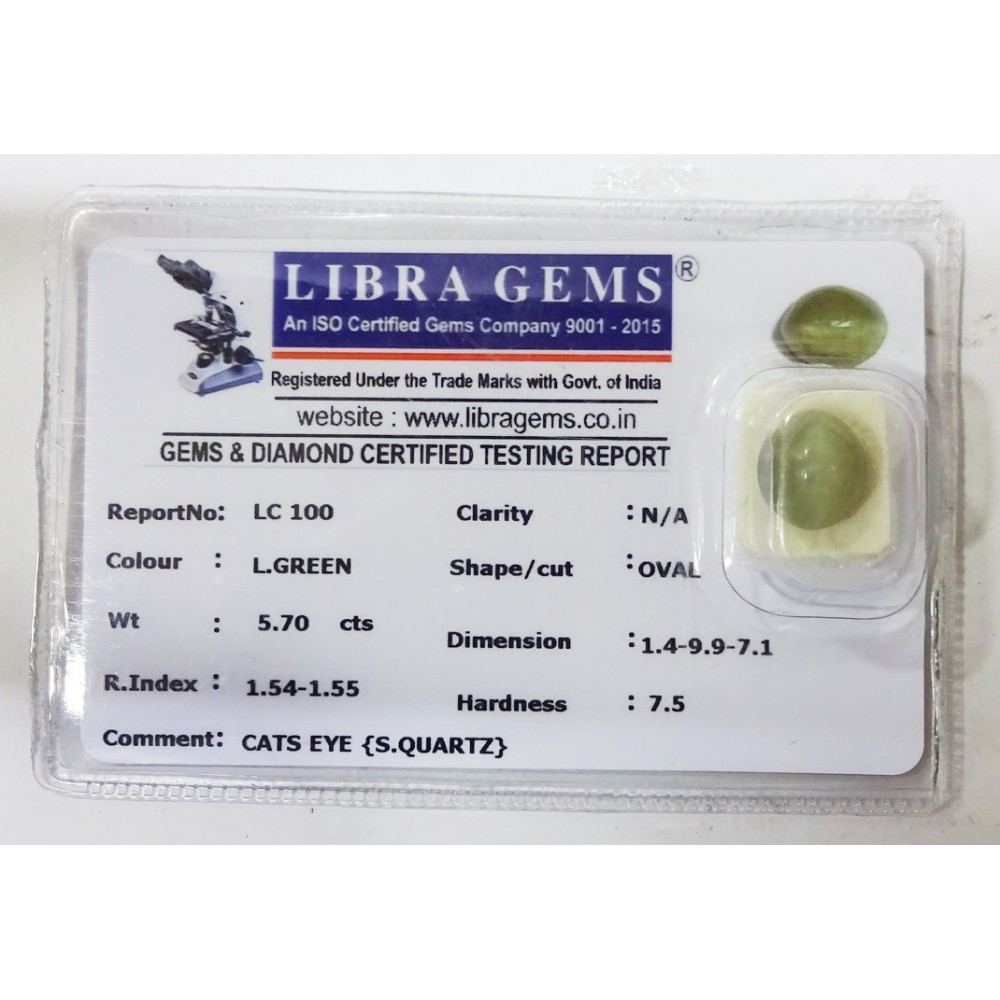 LIBRA GEMS ®
An ISO Certified Gems Company 9001 - 2015
Registered Under the Trade Marks with Govt. of India
website : www.libragems.co.in
GEMS & DIAMOND CERTIFIED TESTING REPORT
ReportNo: LC 100 Clarity : N/A
Colour : L.GREEN Shape/cut : OVAL
Wt : 5.70 cts Dimension : 1.4-9.9-7.1
R.Index : 1.54-1.55 Hardness : 7.5
Comment: CATS EYE {S.QUARTZ}